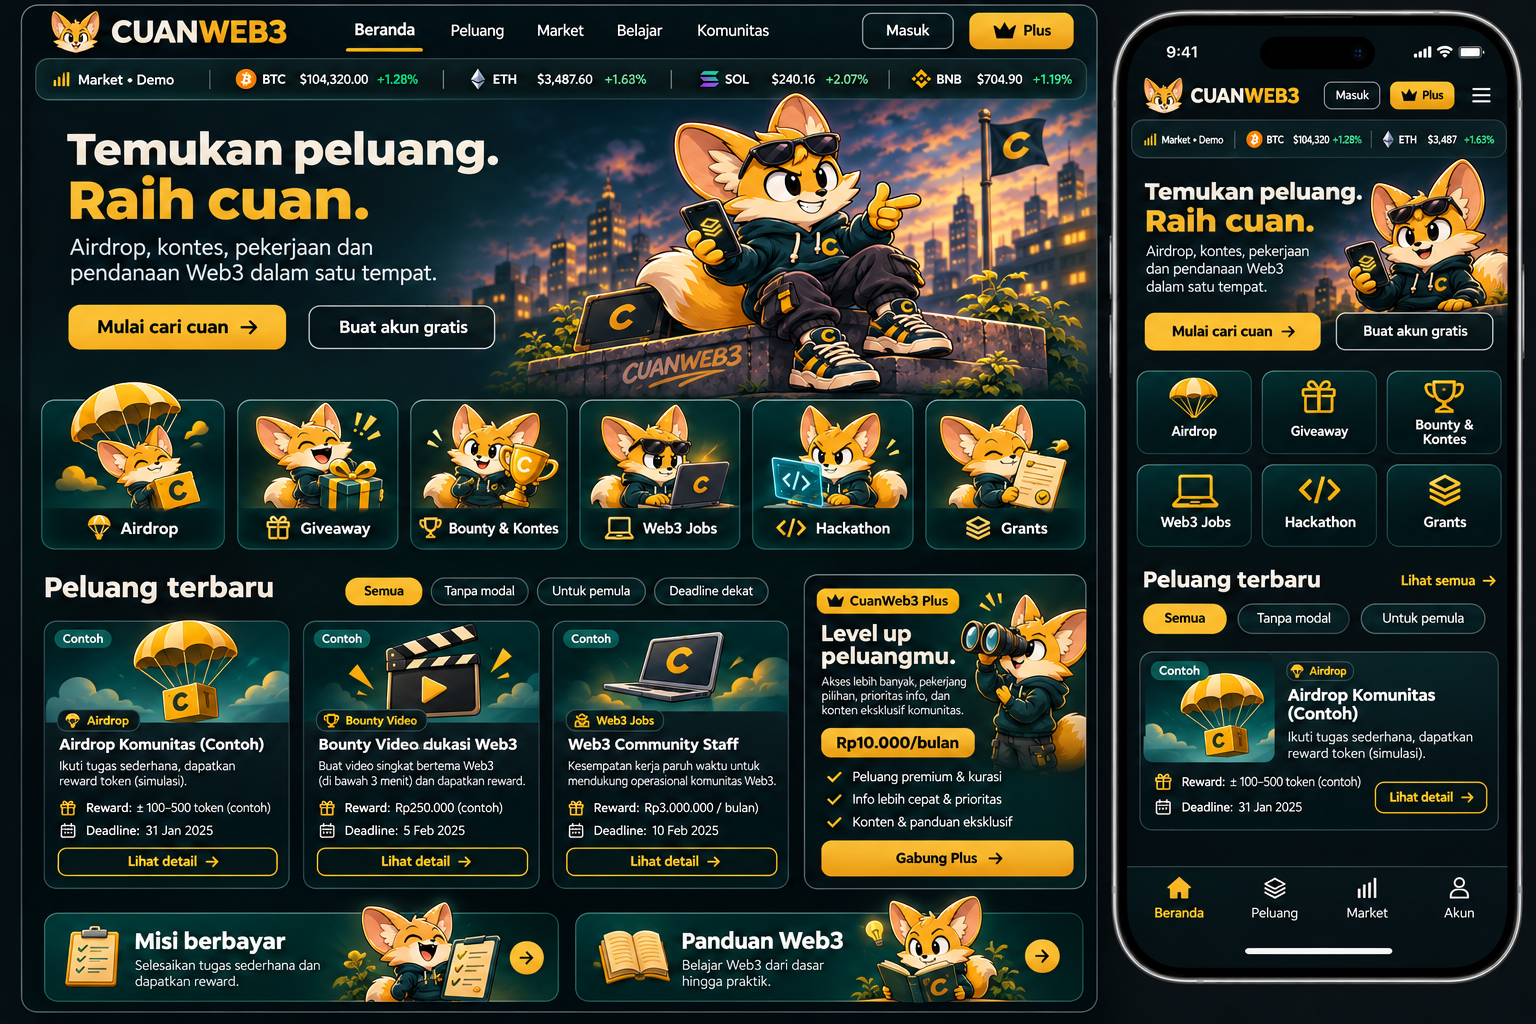 CUANWEB3
Beranda
Peluang
Market
Belajar
Komunitas
Masuk
Plus
Market • Demo
BTC $104,320.00 +1.28%
ETH $3,487.60 +1.63%
SOL $240.16 +2.07%
BNB $704.90 +1.19%
Temukan peluang.
Raih cuan.
Airdrop, kontes, pekerjaan dan
pendanaan Web3 dalam satu tempat.
Mulai cari cuan →
Buat akun gratis
C
C
C
CUANWEB3
C
Airdrop
Giveaway
C
Bounty & Kontes
C
Web3 Jobs
</>
</> Hackathon
Grants
Peluang terbaru
Semua
Tanpa modal
Untuk pemula
Deadline dekat
Contoh
C
Airdrop
Airdrop Komunitas (Contoh)
Ikuti tugas sederhana, dapatkan
reward token (simulasi).
Reward: ± 100–500 token (contoh)
Deadline: 31 Jan 2025
Lihat detail →
Contoh
Bounty Video
Bounty Video dukasi Web3
Buat video singkat bertema Web3
(di bawah 3 menit) dan dapatkan reward.
Reward: Rp250.000 (contoh)
Deadline: 5 Feb 2025
Lihat detail →
Contoh
C
Web3 Jobs
Web3 Community Staff
Kesempatan kerja paruh waktu untuk
mendukung operasional komunitas Web3.
Reward: Rp3.000.000 / bulan)
Deadline: 10 Feb 2025
Lihat detail →
CuanWeb3 Plus
Level up
peluangmu.
Akses lebih banyak, pekerjang
pilihan, prioritas info, dan
konten eksklusif komunitas.
Rp10.000/bulan
Peluang premium & kurasi
Info lebih cepat & prioritas
Konten & panduan eksklusif
Gabung Plus →
Misi berbayar
Selesaikan tugas sederhana dan
dapatkan reward.
→
Panduan Web3
Belajar Web3 dari dasar
hingga praktik.
C
→
9:41
CUANWEB3
Masuk
Plus
Market • Demo
BTC $104,320 +1.28%
ETH $3,487 +1.63%
Temukan peluang.
Raih cuan.
Airdrop, kontes, pekerjaan
dan pendanaan Web3
dalam satu tempat.
C
Mulai cari cuan →
Buat akun gratis
Airdrop
Giveaway
Bounty &
Kontes
Web3 Jobs
</>
Hackathon
Grants
Peluang terbaru
Lihat semua →
Semua
Tanpa modal
Untuk pemula
Contoh
C
Airdrop
Airdrop Komunitas
(Contoh)
Ikuti tugas sederhana, dapatkan
reward token (simulasi).
Reward: ± 100–500 token (contoh)
Deadline: 31 Jan 2025
Lihat detail →
Beranda
Peluang
Market
Akun